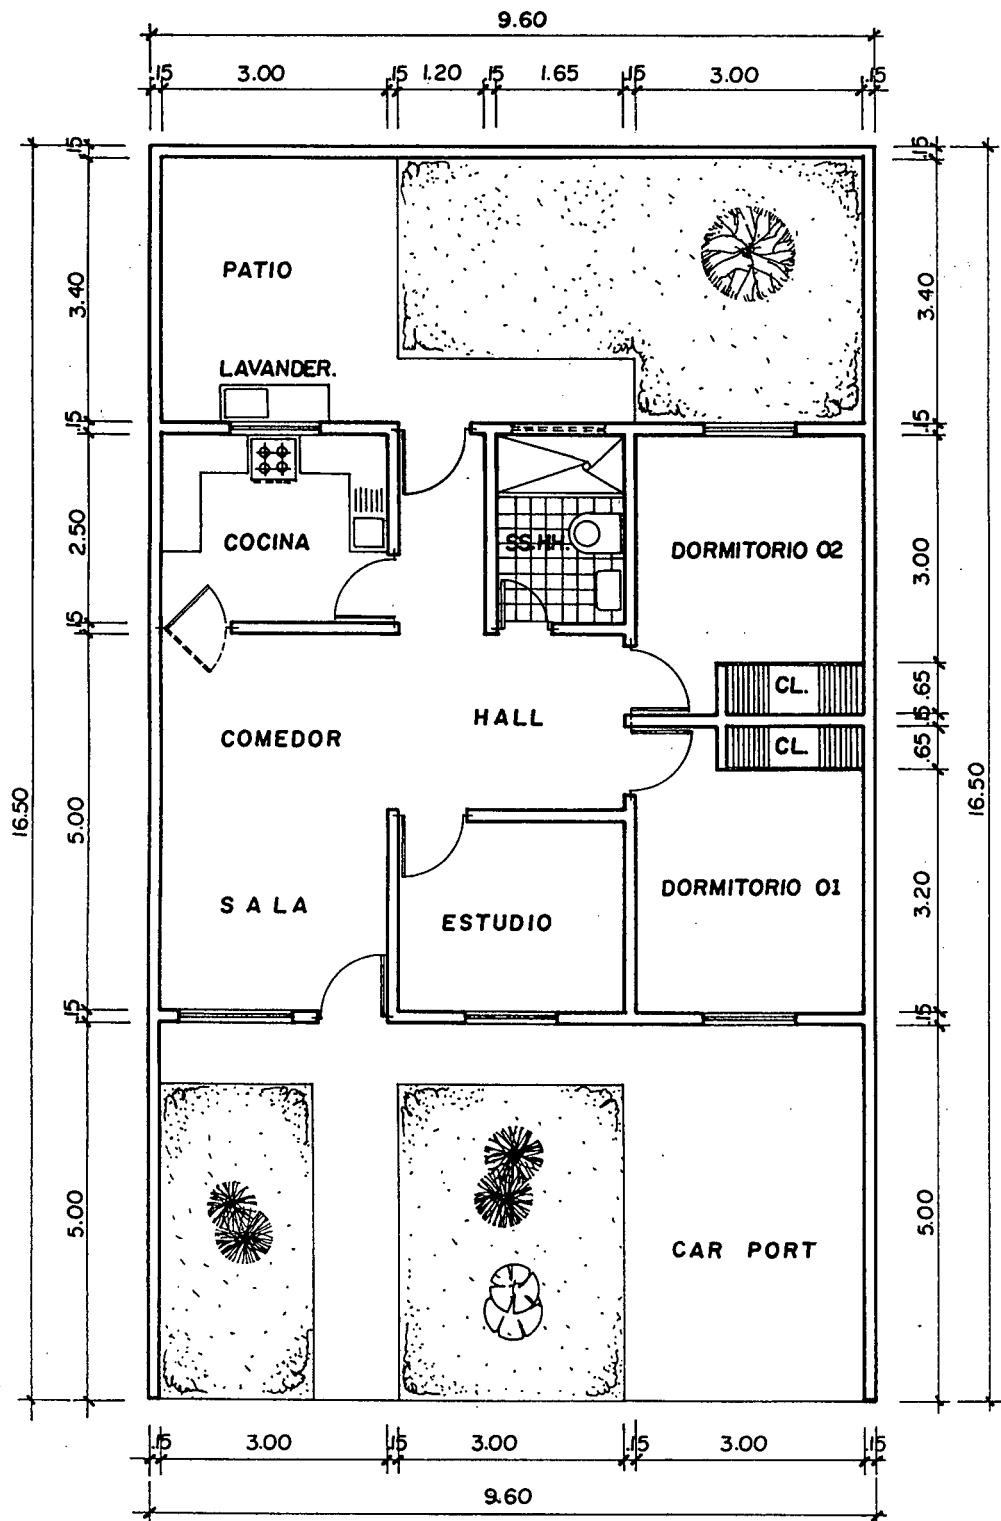 9.60
.15 3.00 .15 1.20 .15 1.65 .15 3.00 .15
.15 .15
PATIO
3.40 3.40
LAVANDER.
.15 .15
COCINA SS.HH. DORMITORIO 02
2.50 3.00
.15
CL. .65
HALL .15
COMEDOR CL. .65
16.50 5.00 16.50
SALA ESTUDIO DORMITORIO 01 3.20
.15 .15
5.00 5.00
CAR PORT
.15 3.00 .15 3.00 .15 3.00 .15
9.60